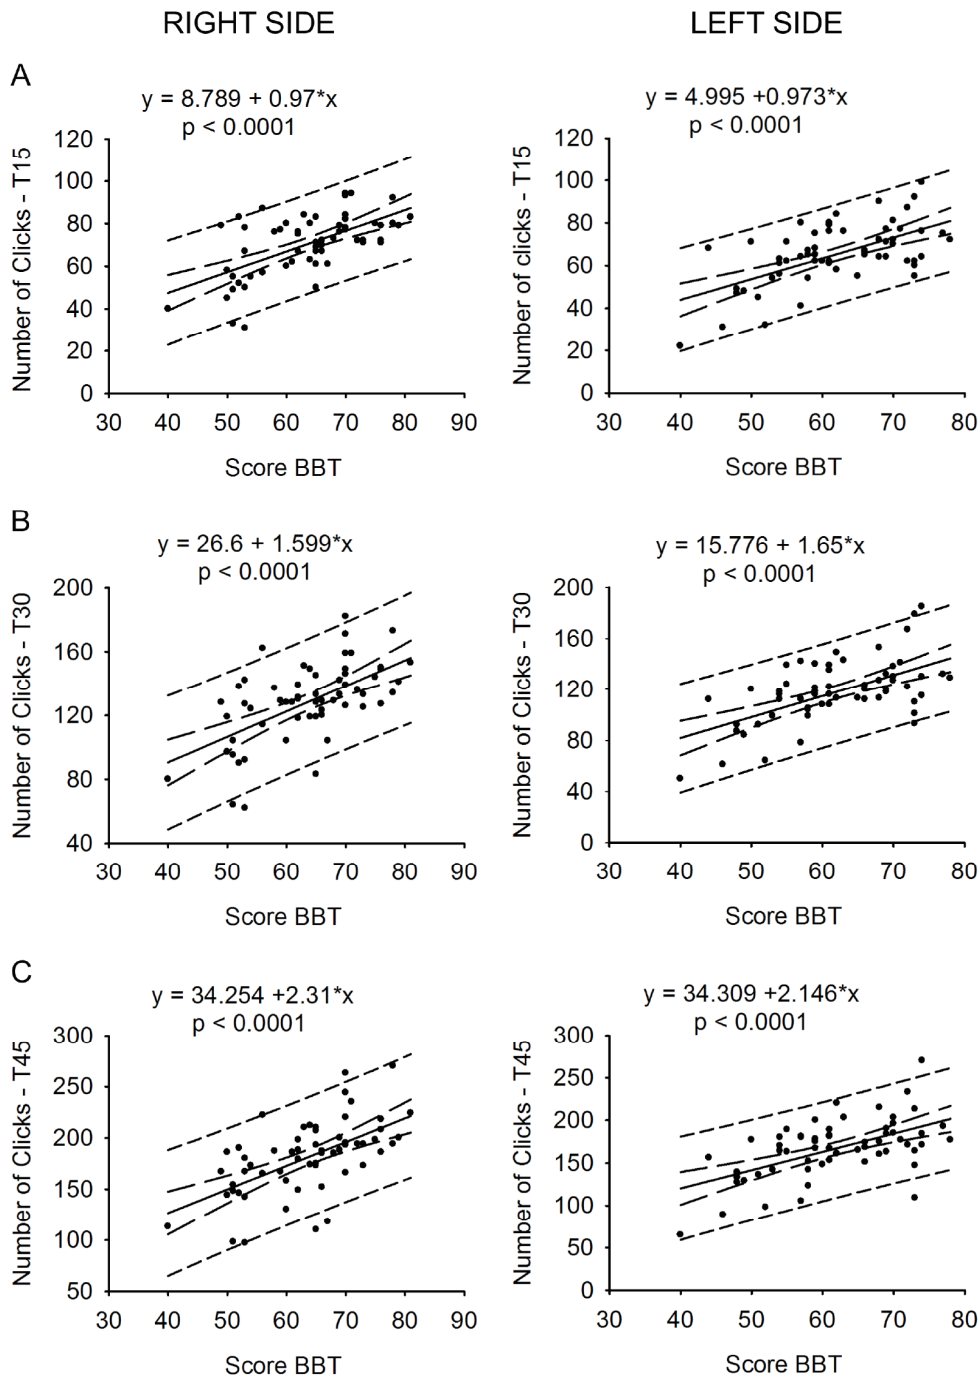 RIGHT SIDE
LEFT SIDE
A
y = 8.789 + 0.97*x
p < 0.0001
Number of Clicks - T15
120
100
80
60
40
20
0
30 40 50 60 70 80 90
Score BBT
y = 4.995 +0.973*x
p < 0.0001
Number of clicks - T15
120
100
80
60
40
20
0
30 40 50 60 70 80
Score BBT
B
y = 26.6 + 1.599*x
p < 0.0001
Number of Clicks - T30
200
160
120
80
40
30 40 50 60 70 80 90
Score BBT
y = 15.776 + 1.65*x
p < 0.0001
Number of Clicks - T30
200
160
120
80
40
0
30 40 50 60 70 80
Score BBT
C
y = 34.254 +2.31*x
p < 0.0001
Number of Clicks - T45
300
250
200
150
100
50
30 40 50 60 70 80 90
Score BBT
y = 34.309 +2.146*x
p < 0.0001
Number of Clicks - T45
300
250
200
150
100
50
0
30 40 50 60 70 80
Score BBT